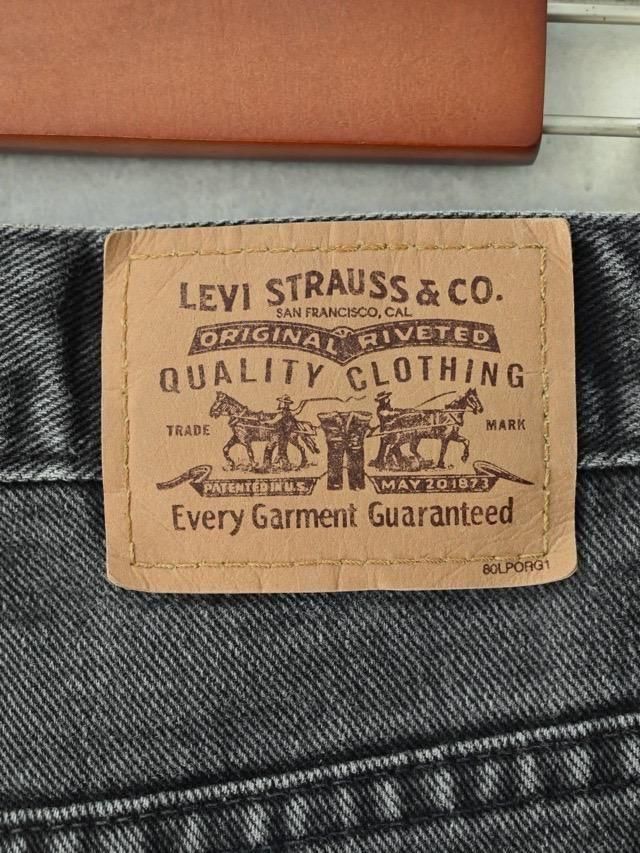 LEVI STRAUSS & CO.
SAN FRANCISCO, CAL
ORIGINAL RIVETED
QUALITY CLOTHING
TRADE MARK
PATENTED IN U.S. MAY 20 1873
Every Garment Guaranteed
80LPORG1